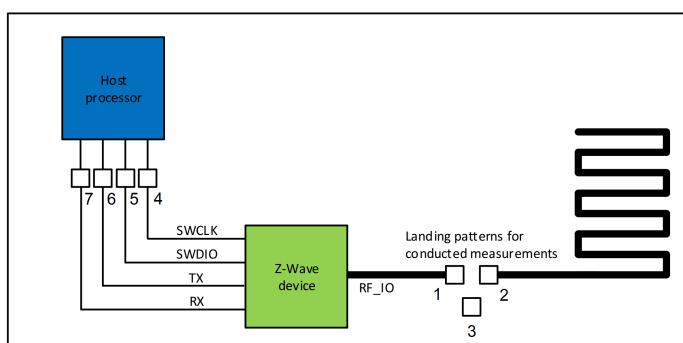 Host
processor
7 6 5 4
SWCLK
SWDIO
TX
RX
Z-Wave
device
RF_IO
Landing patterns for
conducted measurements
1 2
3